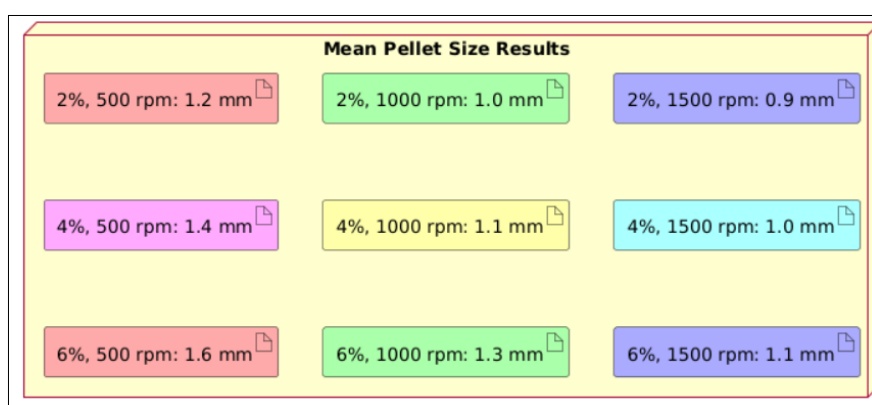 Mean Pellet Size Results
2%, 500 rpm: 1.2 mm
2%, 1000 rpm: 1.0 mm
2%, 1500 rpm: 0.9 mm
4%, 500 rpm: 1.4 mm
4%, 1000 rpm: 1.1 mm
4%, 1500 rpm: 1.0 mm
6%, 500 rpm: 1.6 mm
6%, 1000 rpm: 1.3 mm
6%, 1500 rpm: 1.1 mm